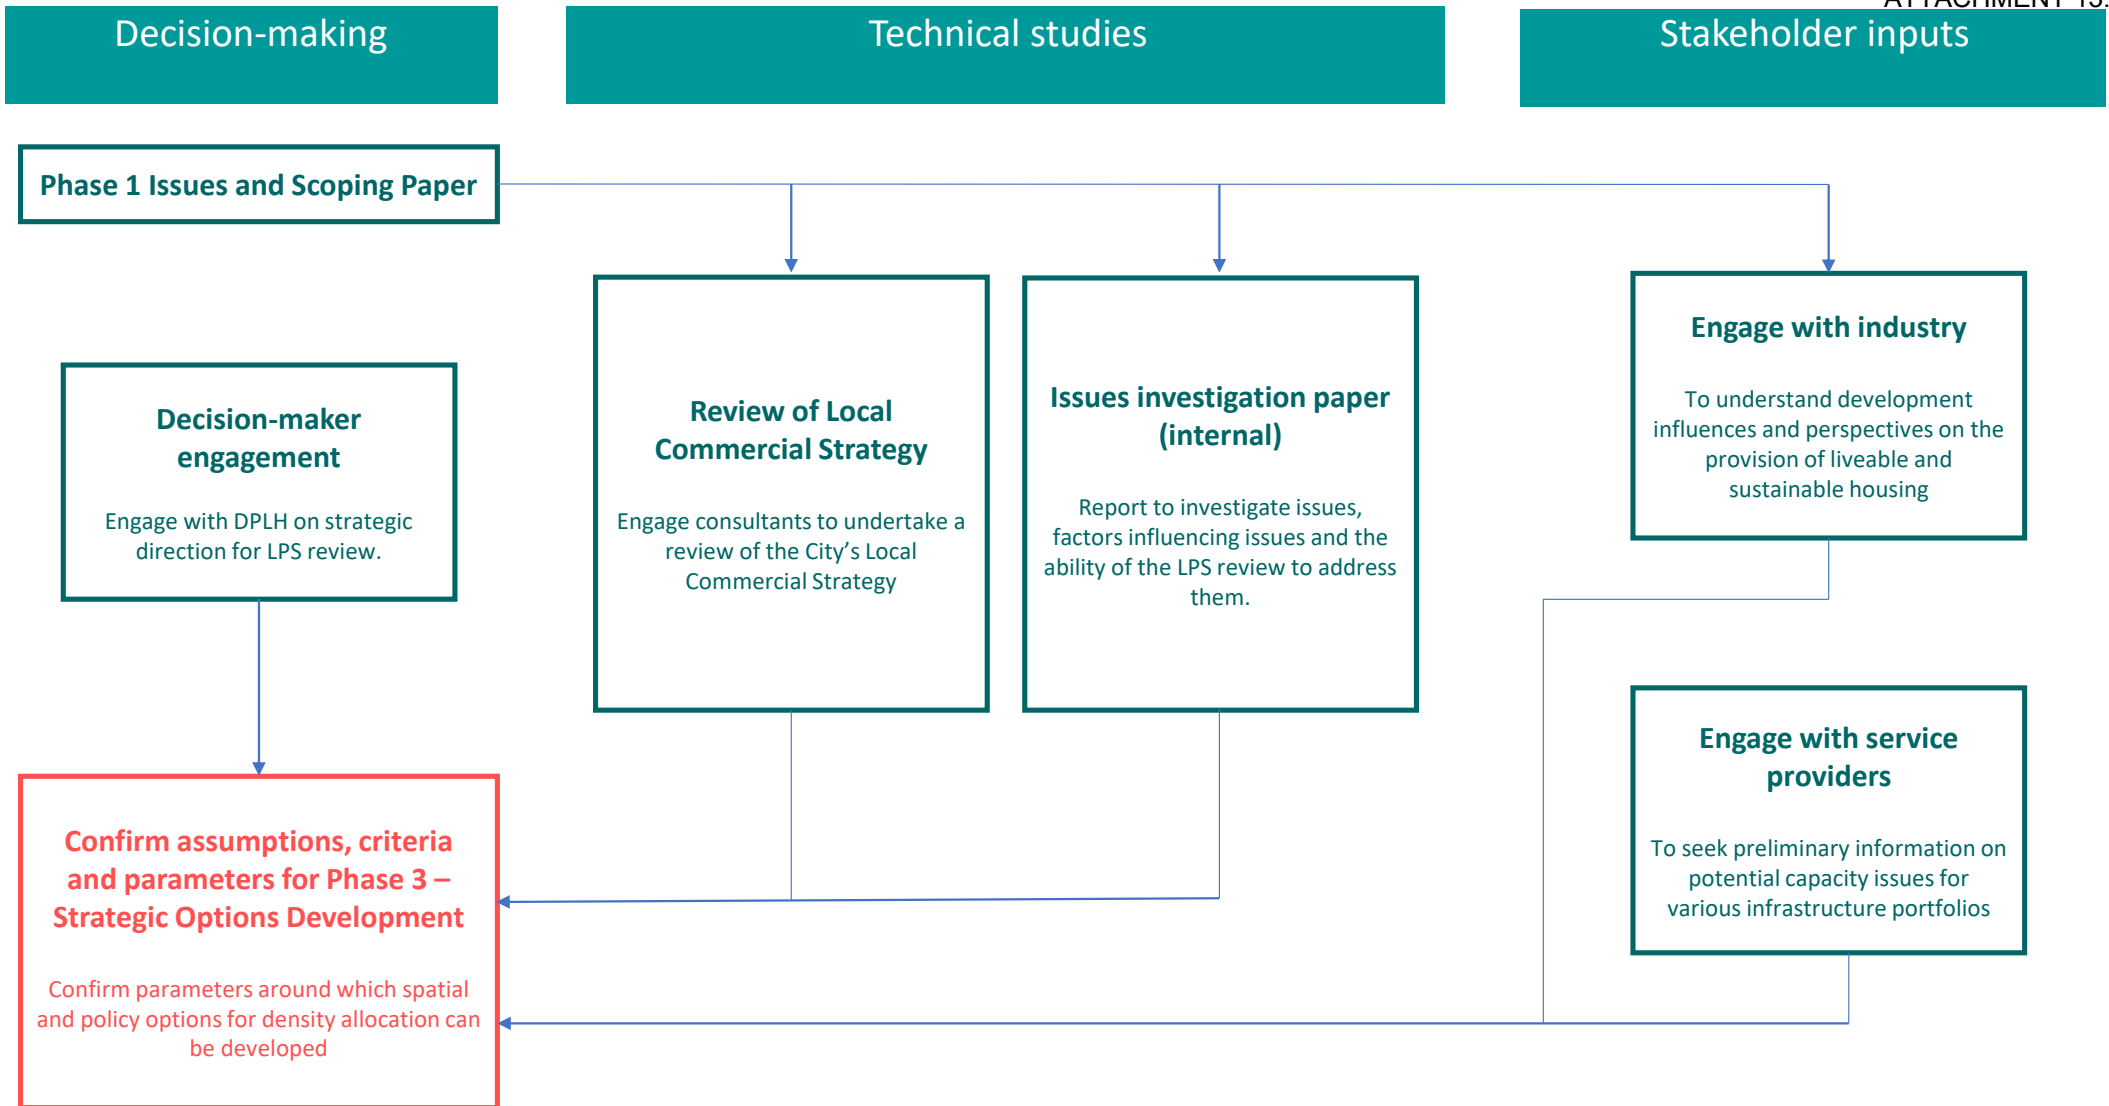 ATTACHMENT 13.
Decision-making
Technical studies
Stakeholder inputs
Phase 1 Issues and Scoping Paper
Decision-maker
engagement
Engage with DPLH on strategic
direction for LPS review.
Confirm assumptions, criteria
and parameters for Phase 3 –
Strategic Options Development
Confirm parameters around which spatial
and policy options for density allocation can
be developed
Review of Local
Commercial Strategy
Engage consultants to undertake a
review of the City’s Local
Commercial Strategy
Issues investigation paper
(internal)
Report to investigate issues,
factors influencing issues and the
ability of the LPS review to address
them.
Engage with industry
To understand development
influences and perspectives on the
provision of liveable and
sustainable housing
Engage with service
providers
To seek preliminary information on
potential capacity issues for
various infrastructure portfolios